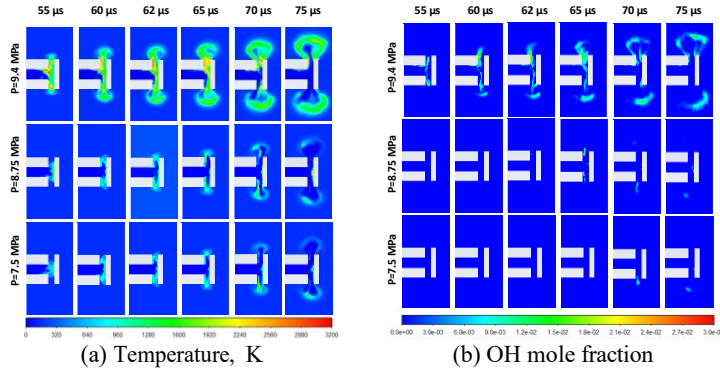 55 µs 60 µs 62 µs 65 µs 70 µs 75 µs
P=9.4 MPa
P=8.75 MPa
P=7.5 MPa
0 320 640 960 1280 1600 1920 2240 2560 2880 3200
(a) Temperature, K
55 µs 60 µs 62 µs 65 µs 70 µs 75 µs
P=9.4 MPa
P=8.75 MPa
P=7.5 MPa
0.0e+00 3.0e-03 6.0e-03 9.0e-03 1.2e-02 1.5e-02 1.8e-02 2.1e-02 2.4e-02 2.7e-02 3.0e-02
(b) OH mole fraction